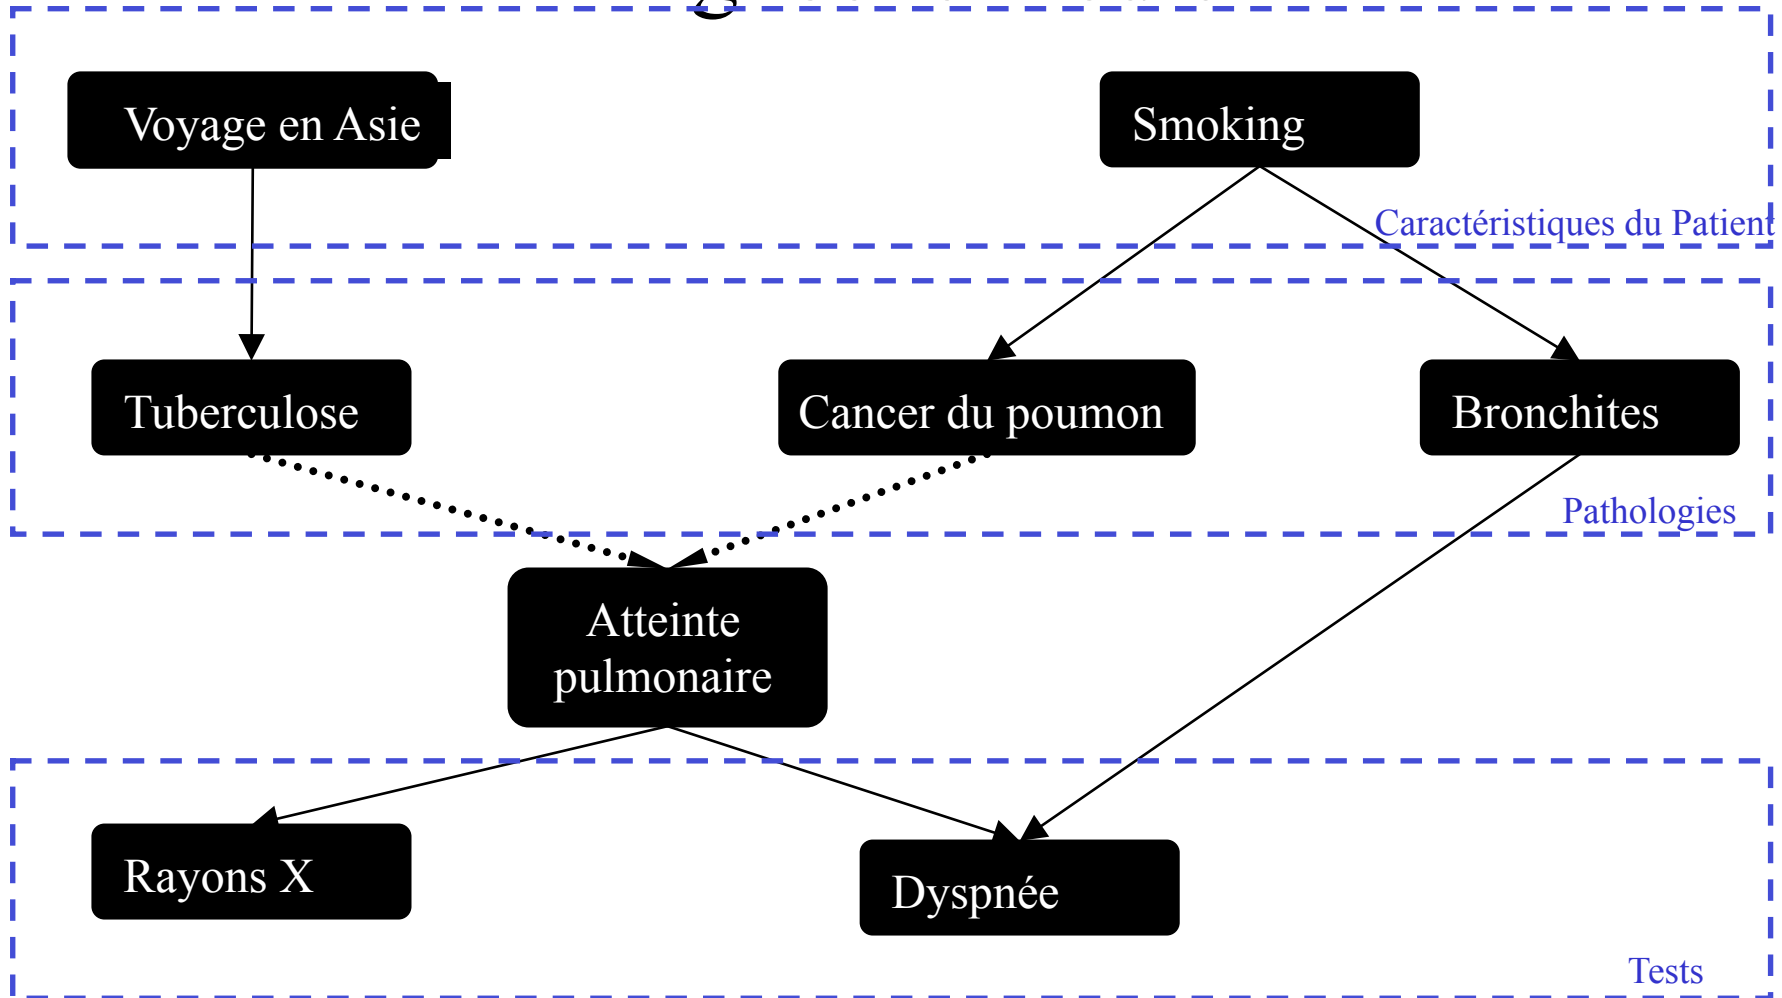 Voyage en Asie
Smoking
Caractéristiques du Patient
Tuberculose
Cancer du poumon
Bronchites
Pathologies
Atteinte
pulmonaire
Rayons X
Dyspnée
Tests